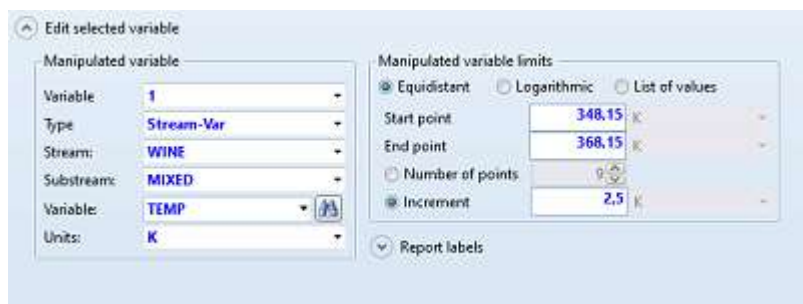 Edit selected variable
Manipulated variable
Variable 1
Type Stream-Var
Stream: WINE
Substream: MIXED
Variable: TEMP
Units: K
Manipulated variable limits
Equidistant Logarithmic List of values
Start point 348,15 K
End point 368,15 K
Number of points 9
Increment 2,5 K
Report labels